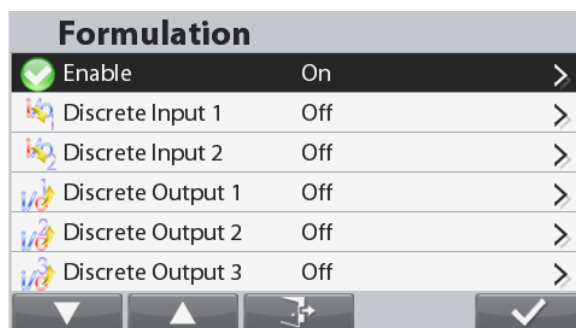 Formulation
Enable On
Discrete Input 1 Off
Discrete Input 2 Off
Discrete Output 1 Off
Discrete Output 2 Off
Discrete Output 3 Off